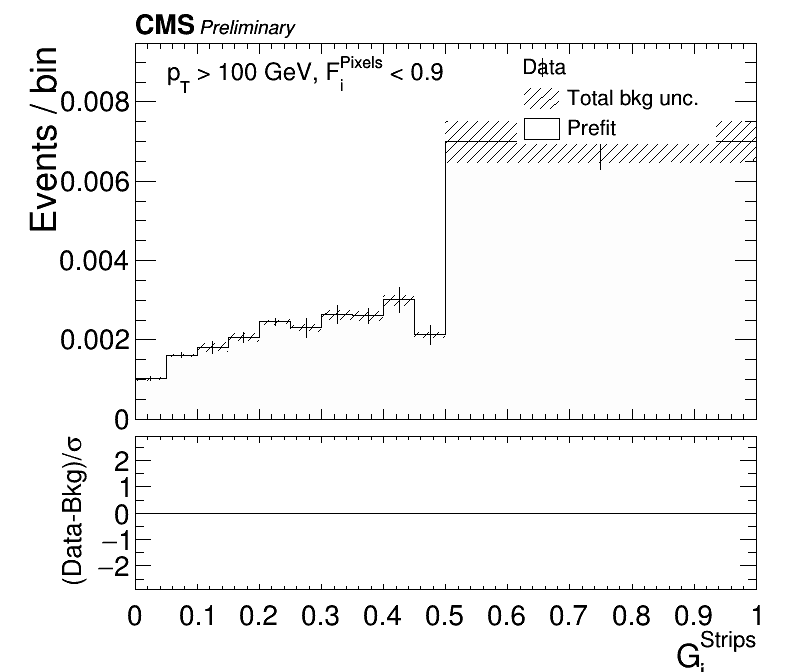 CMS Preliminary
p_T > 100 GeV, F_i^Pixels < 0.9
Data
Total bkg unc.
Prefit
Events / bin
0.008
0.006
0.004
0.002
0
(Data-Bkg)/σ
2
1
0
−1
−2
0 0.1 0.2 0.3 0.4 0.5 0.6 0.7 0.8 0.9 1
G_i^Strips